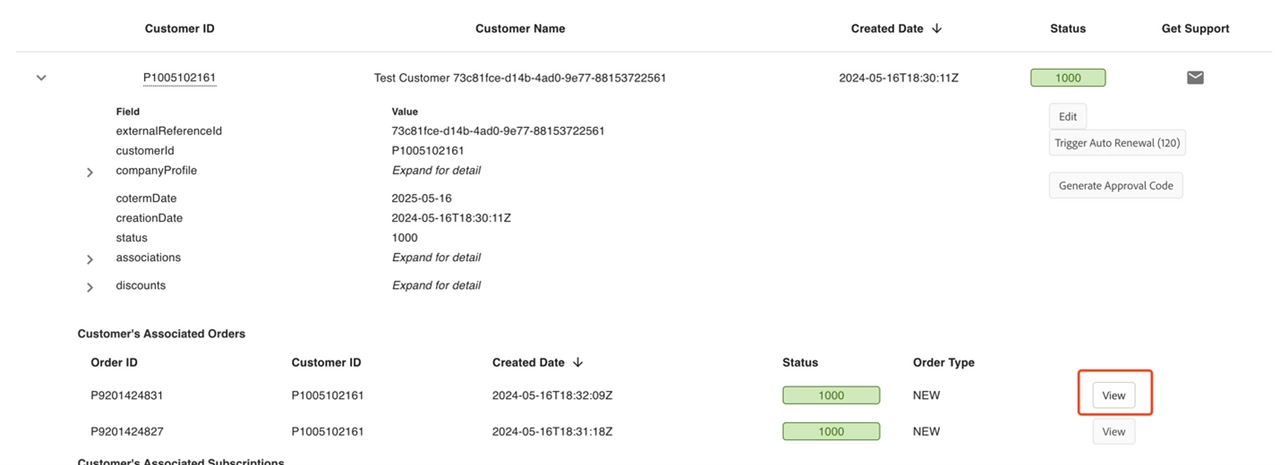 Customer ID Customer Name Created Date Status Get Support
P1005102161 Test Customer 73c81fce-d14b-4ad0-9e77-88153722561 2024-05-16T18:30:11Z 1000
Field Value
externalReferenceId 73c81fce-d14b-4ad0-9e77-88153722561
Edit
customerId P1005102161
Trigger Auto Renewal (120)
companyProfile Expand for detail
Generate Approval Code
cotermDate 2025-05-16
creationDate 2024-05-16T18:30:11Z
status 1000
associations Expand for detail
discounts Expand for detail
Customer's Associated Orders
Order ID Customer ID Created Date Status Order Type
P9201424831 P1005102161 2024-05-16T18:32:09Z 1000 NEW View
P9201424827 P1005102161 2024-05-16T18:31:18Z 1000 NEW View
Customer's Associated Subscriptions